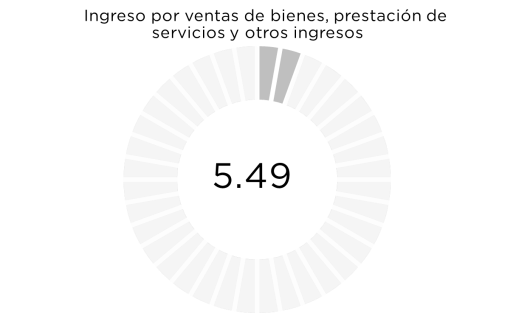 Ingreso por ventas de bienes, prestación de
servicios y otros ingresos
5.49